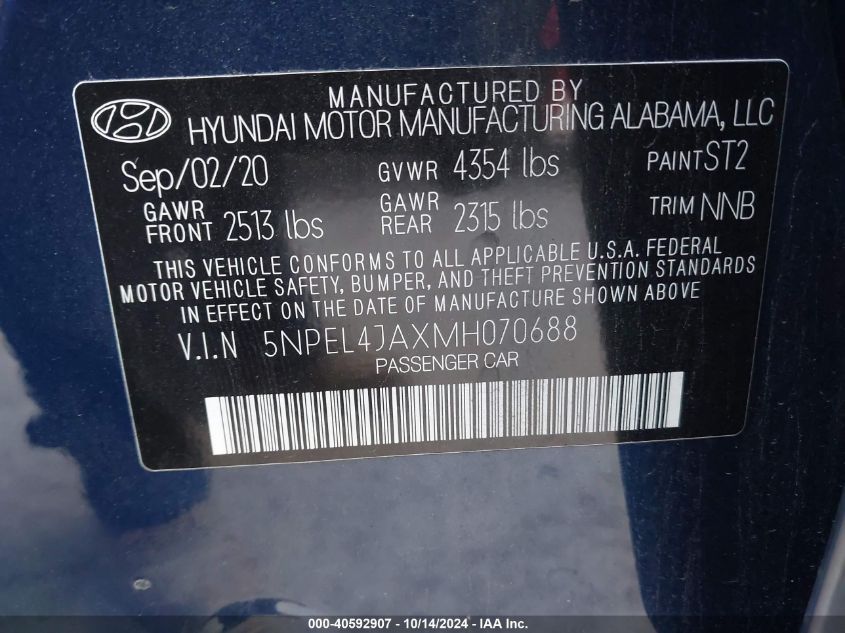 MANUFACTURED BY
HYUNDAI MOTOR MANUFACTURING ALABAMA, LLC
Sep/02/20 GVWR 4354 lbs PAINT ST2
GAWR FRONT 2513 lbs GAWR REAR 2315 lbs TRIM NNB
THIS VEHICLE CONFORMS TO ALL APPLICABLE U.S.A. FEDERAL
MOTOR VEHICLE SAFETY, BUMPER, AND THEFT PREVENTION STANDARDS
IN EFFECT ON THE DATE OF MANUFACTURE SHOWN ABOVE
V.I.N 5NPEL4JAXMH070688
PASSENGER CAR
000-40592907 - 10/14/2024 - IAA Inc.